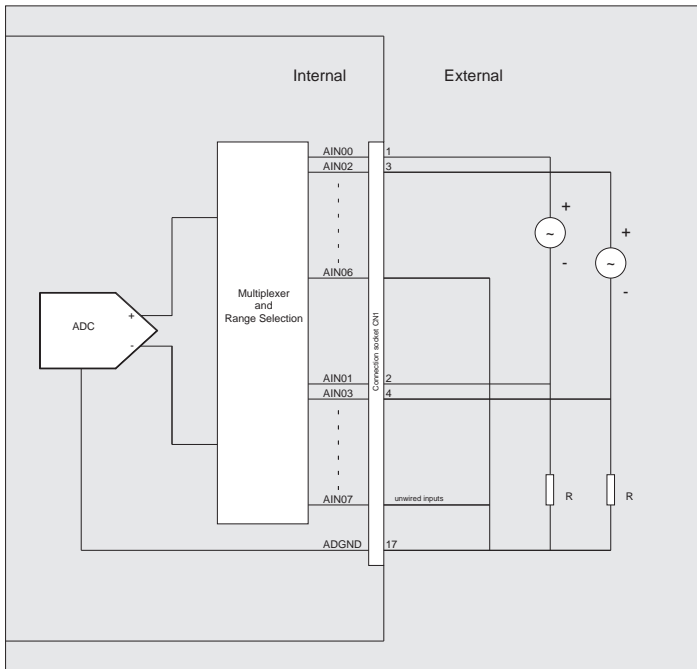 Internal
External
AIN00
1
AIN02
3
+
+
~
~
-
-
AIN06
Multiplexer
and
Range Selection
ADC
+
-
Connection socket CN1
AIN01
2
AIN03
4
AIN07
unwired inputs
R
R
ADGND
17